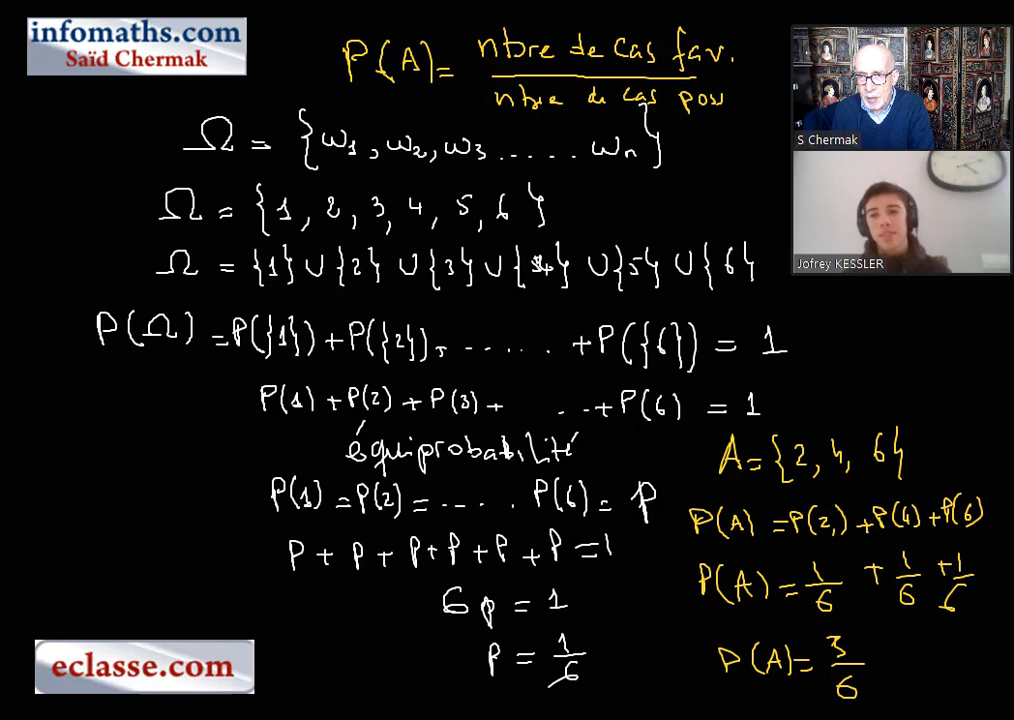 infomaths.com
Saïd Chermak
P(A) = nbre de cas fav. / nbre de cas poss
S Chermak
Ω = {ω1, ω2, ω3 ..... ωn}
Ω = {1, 2, 3, 4, 5, 6}
Ω = {1} ∪ {2} ∪ {3} ∪ {4} ∪ {5} ∪ {6}
Jofrey KESSLER
P(Ω) = P({1}) + P({2}) + ...... + P({6}) = 1
P(1) + P(2) + P(3) + ... + P(6) = 1
équiprobabilité
P(1) = P(2) = ..... P(6) = p
p + p + p + p + p + p = 1
6p = 1
p = 1/6
A = {2, 4, 6}
P(A) = P(2) + P(4) + P(6)
P(A) = 1/6 + 1/6 + 1/6
P(A) = 3/6
eclasse.com